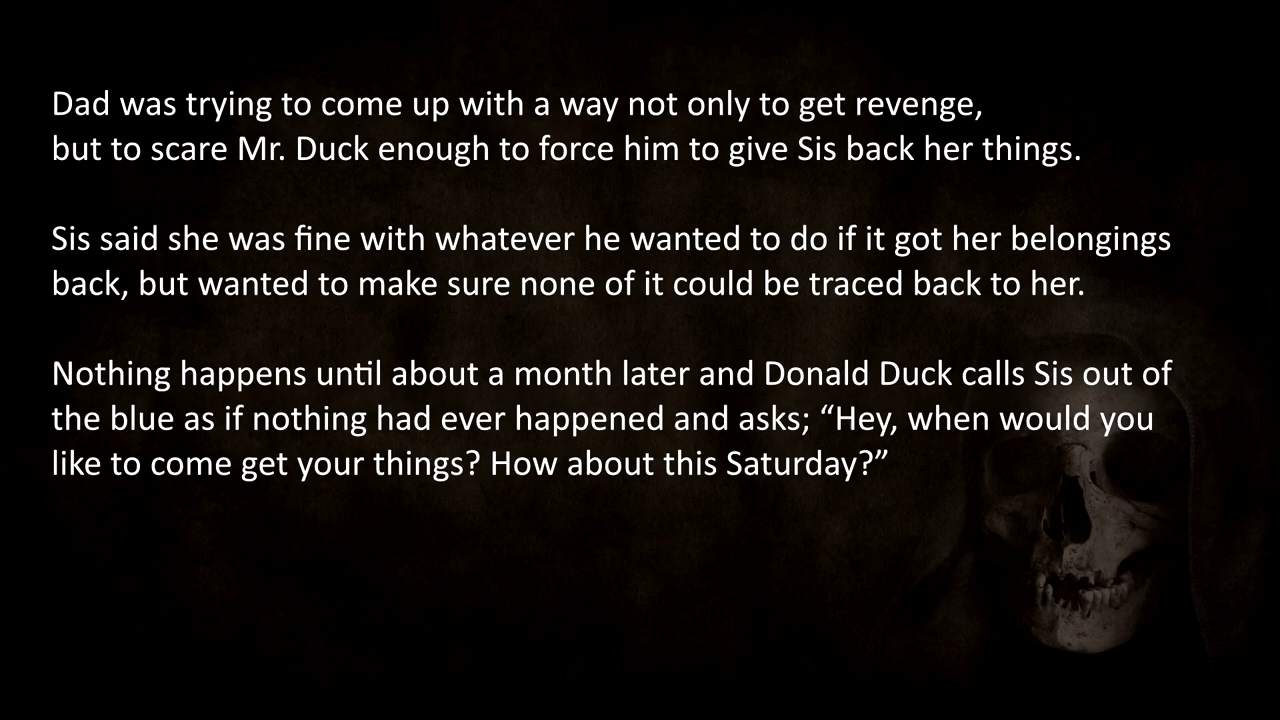 Dad was trying to come up with a way not only to get revenge,
but to scare Mr. Duck enough to force him to give Sis back her things.
Sis said she was fine with whatever he wanted to do if it got her belongings
back, but wanted to make sure none of it could be traced back to her.
Nothing happens until about a month later and Donald Duck calls Sis out of
the blue as if nothing had ever happened and asks; “Hey, when would you
like to come get your things? How about this Saturday?”